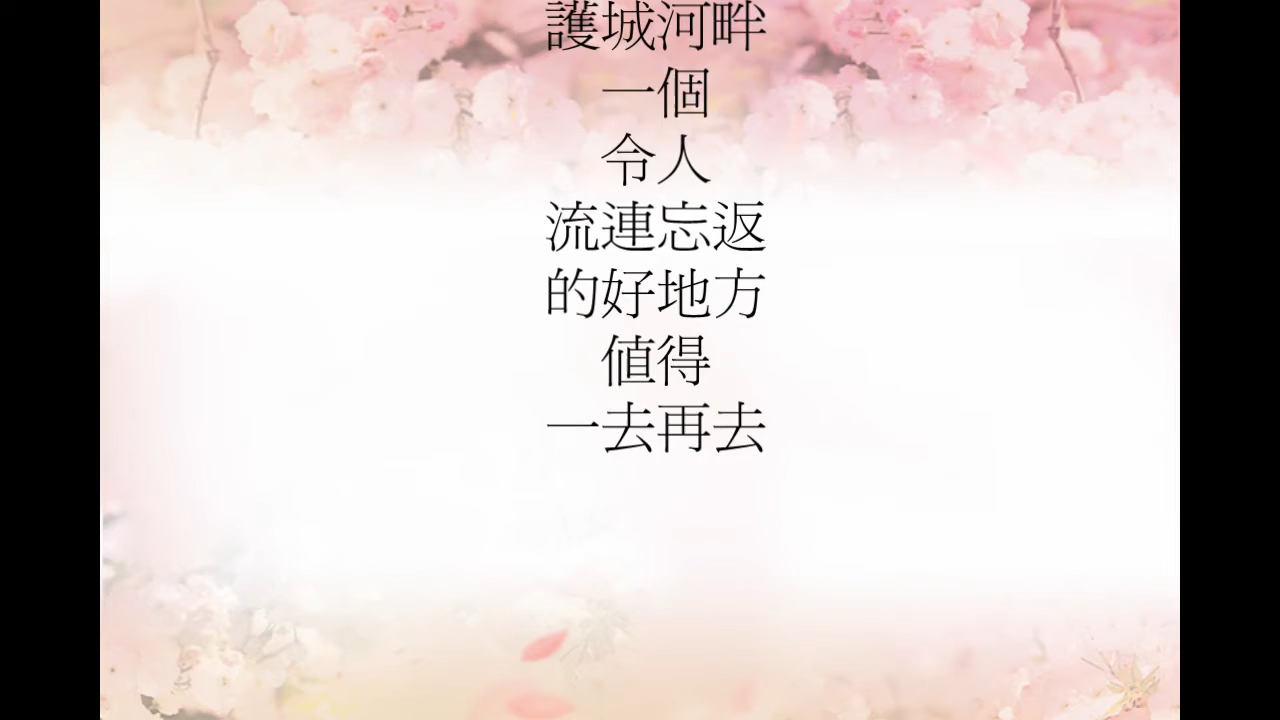 護城河畔
一個
令人
流連忘返
的好地方
值得
一去再去